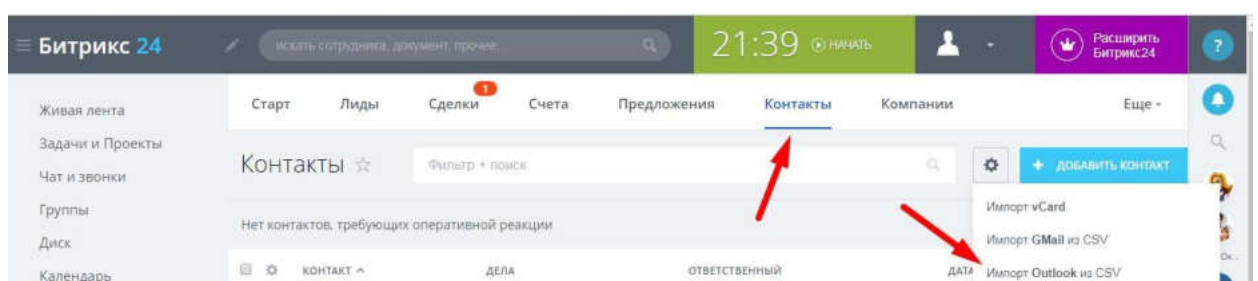 Битрикс 24
искать сотрудника, документ, прочее...
21:39 НАЧАТЬ
Расширить
Битрикс24
?
Живая лента
Задачи и Проекты
Чат и звонки
Группы
Диск
Календарь
Старт Лиды Сделки 1 Счета Предложения Контакты Компании Еще
Контакты
Фильтр + поиск
+ ДОБАВИТЬ КОНТАКТ
Нет контактов, требующих оперативной реакции
КОНТАКТ ДЕЛА ОТВЕТСТВЕННЫЙ ДАТА
Импорт vCard
Импорт GMail из CSV
Импорт Outlook из CSV